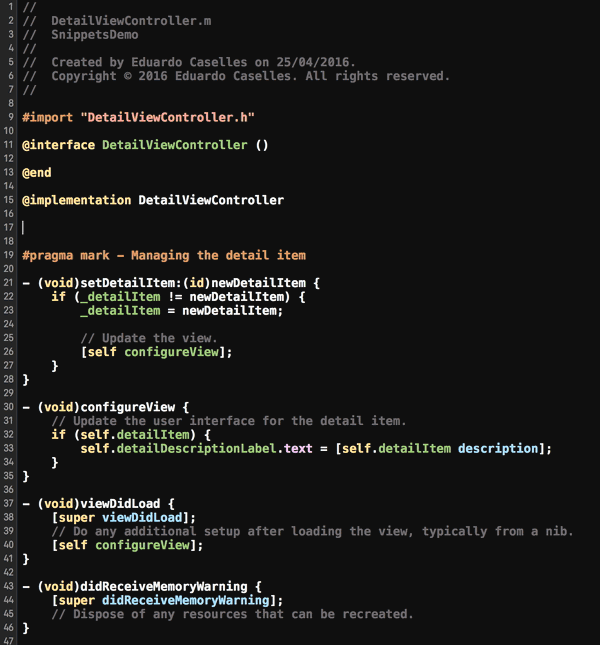 1 //
2 //  DetailViewController.m
3 //  SnippetsDemo
4 //
5 //  Created by Eduardo Caselles on 25/04/2016.
6 //  Copyright © 2016 Eduardo Caselles. All rights reserved.
7 //
8
9 #import "DetailViewController.h"
10
11 @interface DetailViewController ()
12
13 @end
14
15 @implementation DetailViewController
16
17
18
19 #pragma mark - Managing the detail item
20
21 - (void)setDetailItem:(id)newDetailItem {
22     if (_detailItem != newDetailItem) {
23         _detailItem = newDetailItem;
24
25         // Update the view.
26         [self configureView];
27     }
28 }
29
30 - (void)configureView {
31     // Update the user interface for the detail item.
32     if (self.detailItem) {
33         self.detailDescriptionLabel.text = [self.detailItem description];
34     }
35 }
36
37 - (void)viewDidLoad {
38     [super viewDidLoad];
39     // Do any additional setup after loading the view, typically from a nib.
40     [self configureView];
41 }
42
43 - (void)didReceiveMemoryWarning {
44     [super didReceiveMemoryWarning];
45     // Dispose of any resources that can be recreated.
46 }
47